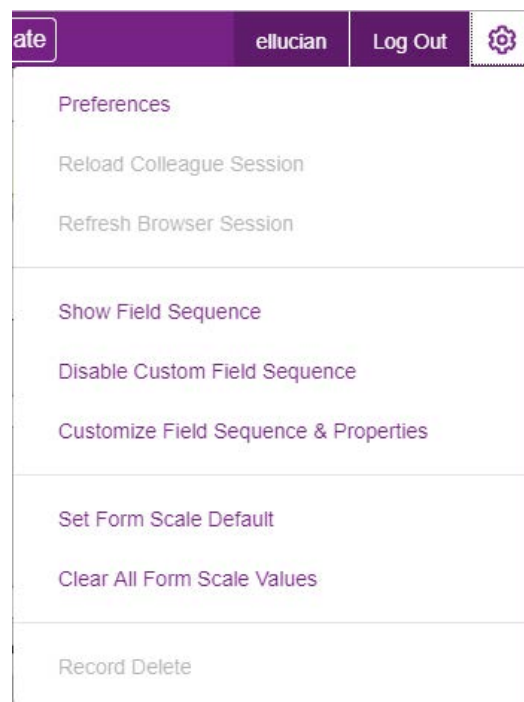 ate
ellucian
Log Out
Preferences
Reload Colleague Session
Refresh Browser Session
Show Field Sequence
Disable Custom Field Sequence
Customize Field Sequence & Properties
Set Form Scale Default
Clear All Form Scale Values
Record Delete